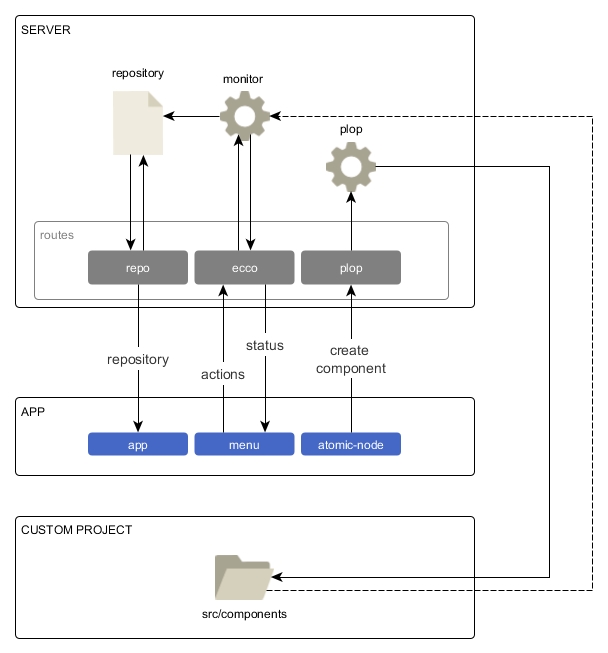 SERVER
repository
monitor
plop
routes
repo
ecco
plop
repository
actions
status
create
component
APP
app
menu
atomic-node
CUSTOM PROJECT
src/components